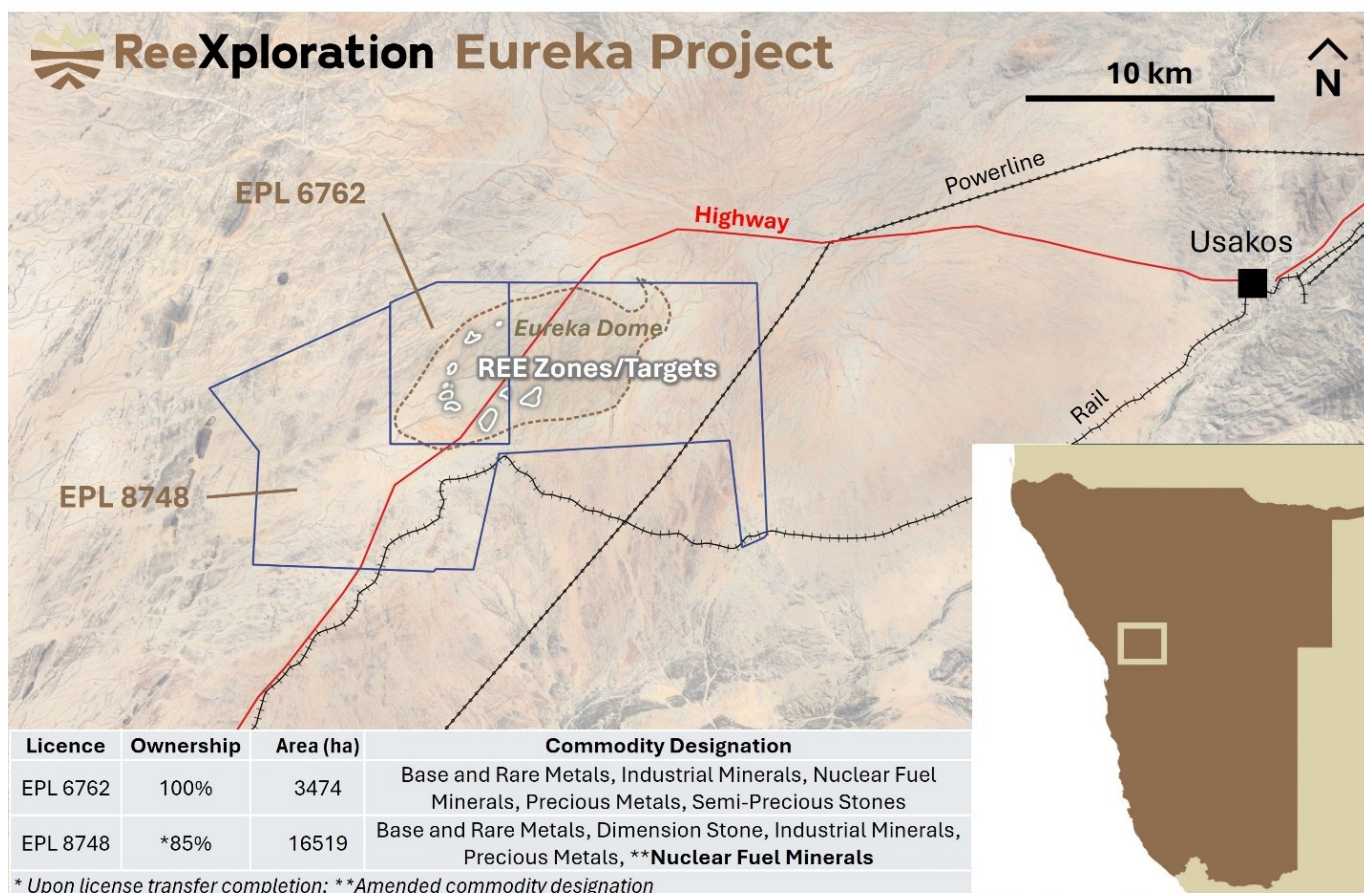 ReeXploration Eureka Project
10 km
N
EPL 6762
Powerline
Highway
Usakos
Eureka Dome
REE Zones/Targets
Rail
EPL 8748
Licence Ownership Area (ha) Commodity Designation
EPL 6762 100% 3474 Base and Rare Metals, Industrial Minerals, Nuclear Fuel
Minerals, Precious Metals, Semi-Precious Stones
EPL 8748 *85% 16519 Base and Rare Metals, Dimension Stone, Industrial Minerals,
Precious Metals, **Nuclear Fuel Minerals
* Upon license transfer completion; **Amended commodity designation